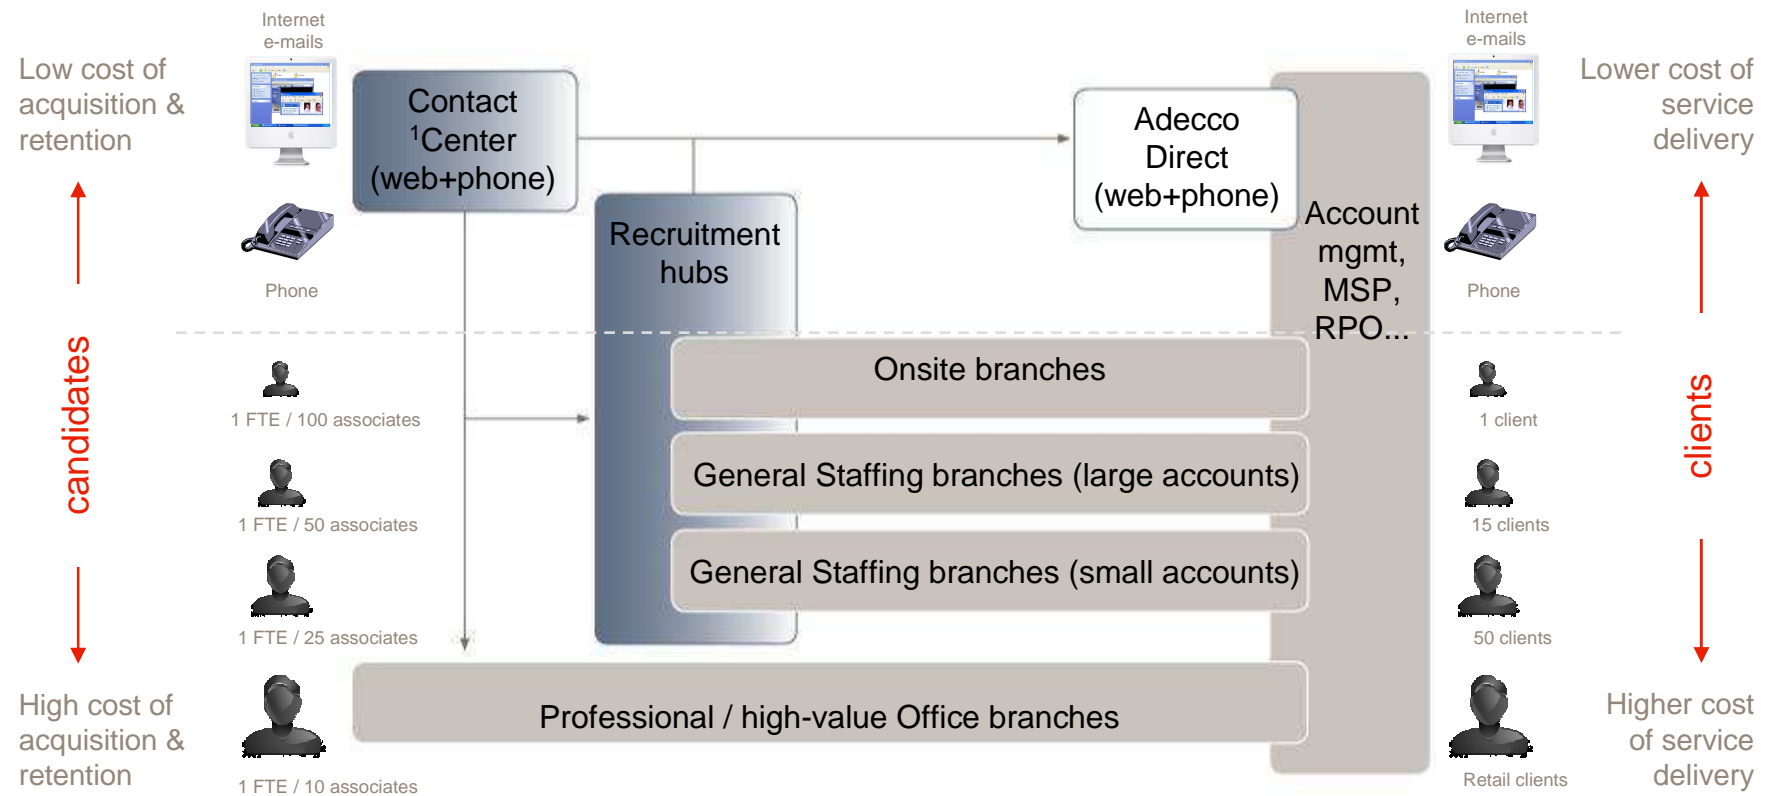 Internet
e-mails
Low cost of
acquisition &
retention
Phone
candidates
1 FTE / 100 associates
1 FTE / 50 associates
1 FTE / 25 associates
High cost of
acquisition &
retention
1 FTE / 10 associates
Contact
¹Center
(web+phone)
Recruitment
hubs
Adecco
Direct
(web+phone)
Account
mgmt,
MSP,
RPO...
Onsite branches
General Staffing branches (large accounts)
General Staffing branches (small accounts)
Professional / high-value Office branches
Internet
e-mails
Lower cost of
service
delivery
Phone
clients
1 client
15 clients
50 clients
Higher cost
of service
delivery
Retail clients